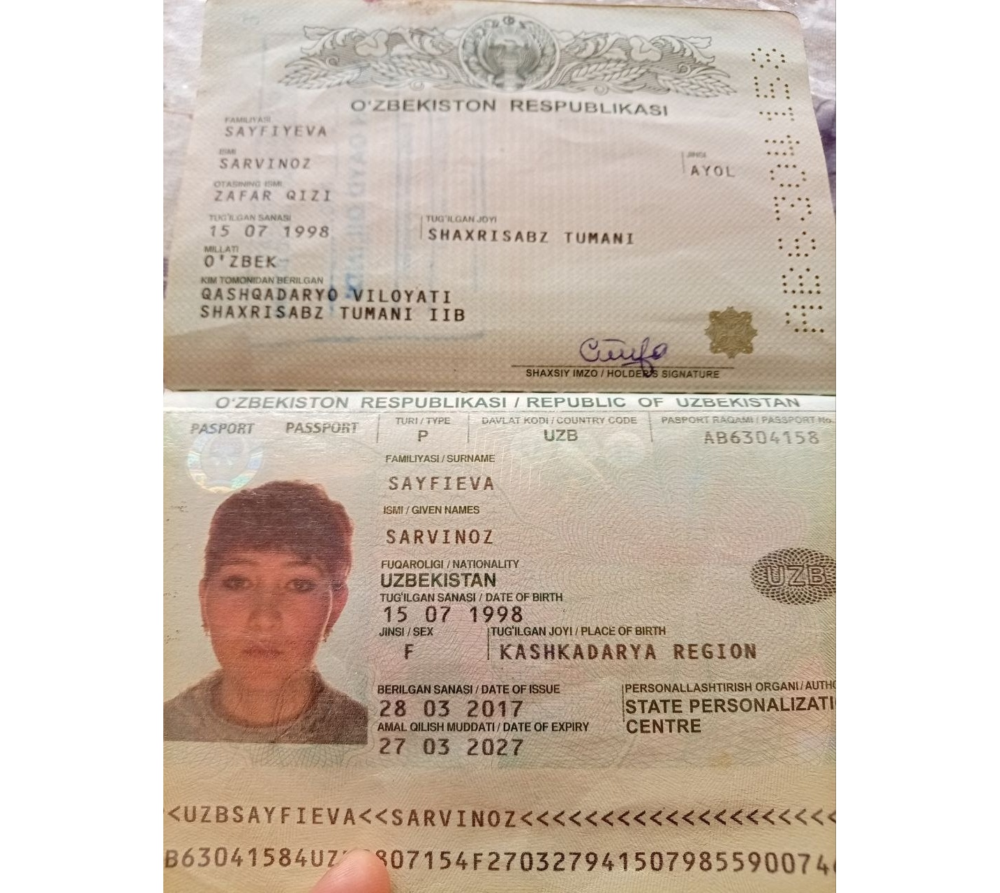 O‘ZBEKISTON RESPUBLIKASI
FAMILIYASI
SAYFIYEVA
ISMI
SARVINOZ
JINSI
AYOL
OTASINING ISMI
ZAFAR QIZI
TUG‘ILGAN SANASI
15 07 1998
TUG‘ILGAN JOYI
SHAXRISABZ TUMANI
MILLATI
O'ZBEK
KIM TOMONIDAN BERILGAN
QASHQADARYO VILOYATI
SHAXRISABZ TUMANI IIB
SHAXSIY IMZO / HOLDER'S SIGNATURE
AB6304158
O‘ZBEKISTON RESPUBLIKASI / REPUBLIC OF UZBEKISTAN
PASPORT PASSPORT
TURI / TYPE
P
DAVLAT KODI / COUNTRY CODE
UZB
PASPORT RAQAMI / PASSPORT No.
AB6304158
FAMILIYASI / SURNAME
SAYFIEVA
ISMI / GIVEN NAMES
SARVINOZ
FUQAROLIGI / NATIONALITY
UZBEKISTAN
UZB
TUG‘ILGAN SANASI / DATE OF BIRTH
15 07 1998
JINSI / SEX
F
TUG‘ILGAN JOYI / PLACE OF BIRTH
KASHKADARYA REGION
BERILGAN SANASI / DATE OF ISSUE
28 03 2017
PERSONALLASHTIRISH ORGANI / AUTHO
STATE PERSONALIZATI
CENTRE
AMAL QILISH MUDDATI / DATE OF EXPIRY
27 03 2027
<UZBSAYFIEVA<<SARVINOZ<<<<<<<<<<<<<<<<<<<<
B63041584UZ 807154F270327941507985590074